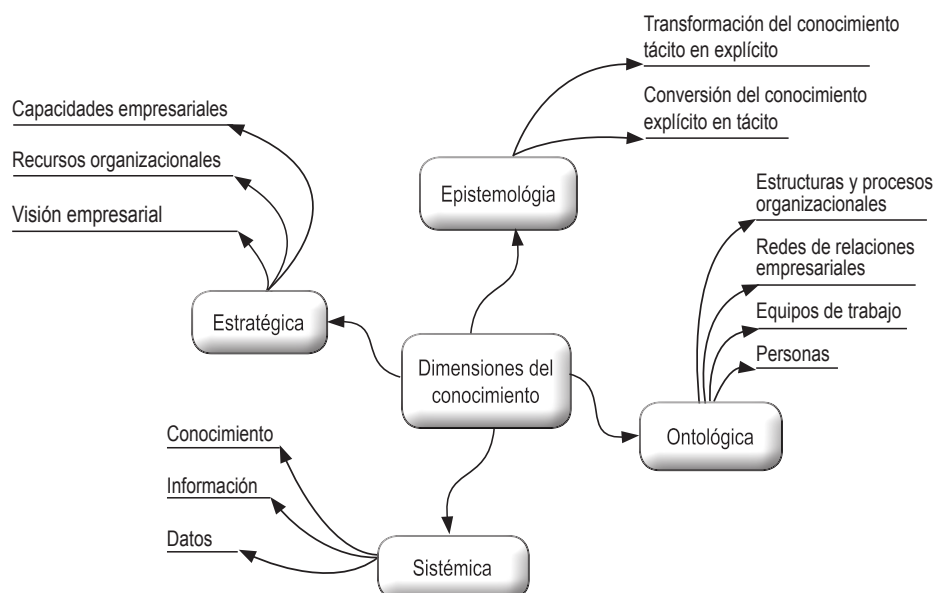 Transformación del conocimiento
tácito en explícito
Conversión del conocimiento
explícito en tácito
Epistemológia
Capacidades empresariales
Recursos organizacionales
Visión empresarial
Estratégica
Dimensiones del
conocimiento
Estructuras y procesos
organizacionales
Redes de relaciones
empresariales
Equipos de trabajo
Personas
Ontológica
Conocimiento
Información
Datos
Sistémica